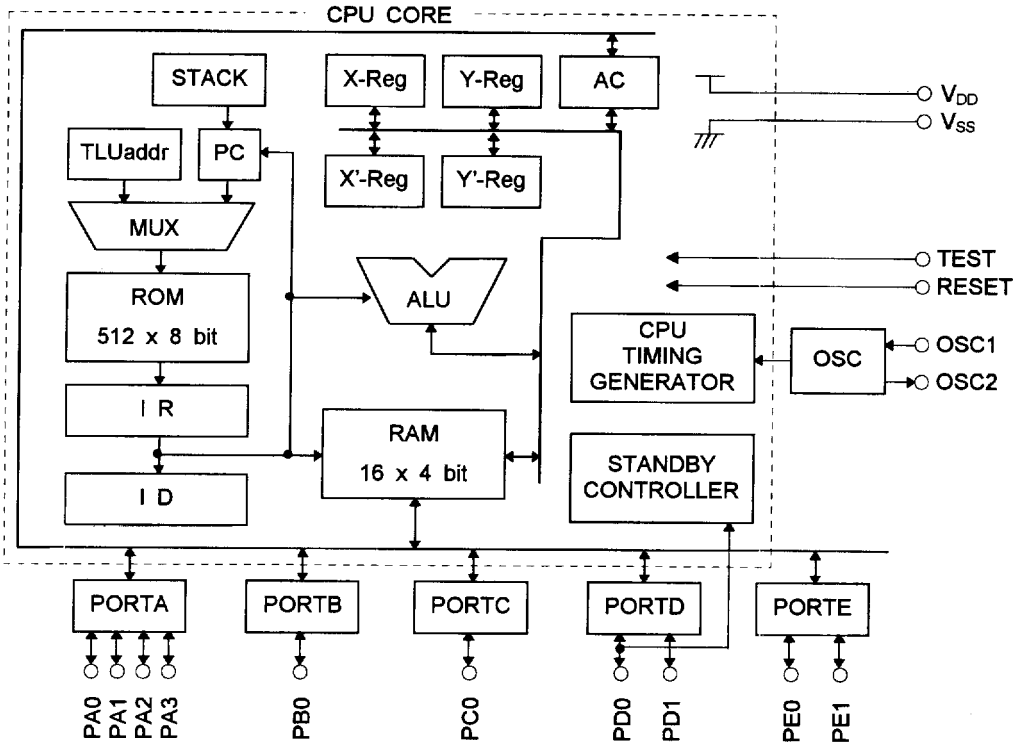 CPU CORE
STACK
X-Reg
Y-Reg
AC
V_DD
V_SS
TLUaddr
PC
X'-Reg
Y'-Reg
MUX
ROM
512 x 8 bit
ALU
TEST
RESET
CPU
TIMING
GENERATOR
OSC
OSC1
OSC2
I R
RAM
16 x 4 bit
STANDBY
CONTROLLER
I D
PORTA
PORTB
PORTC
PORTD
PORTE
PA0
PA1
PA2
PA3
PB0
PC0
PD0
PD1
PE0
PE1